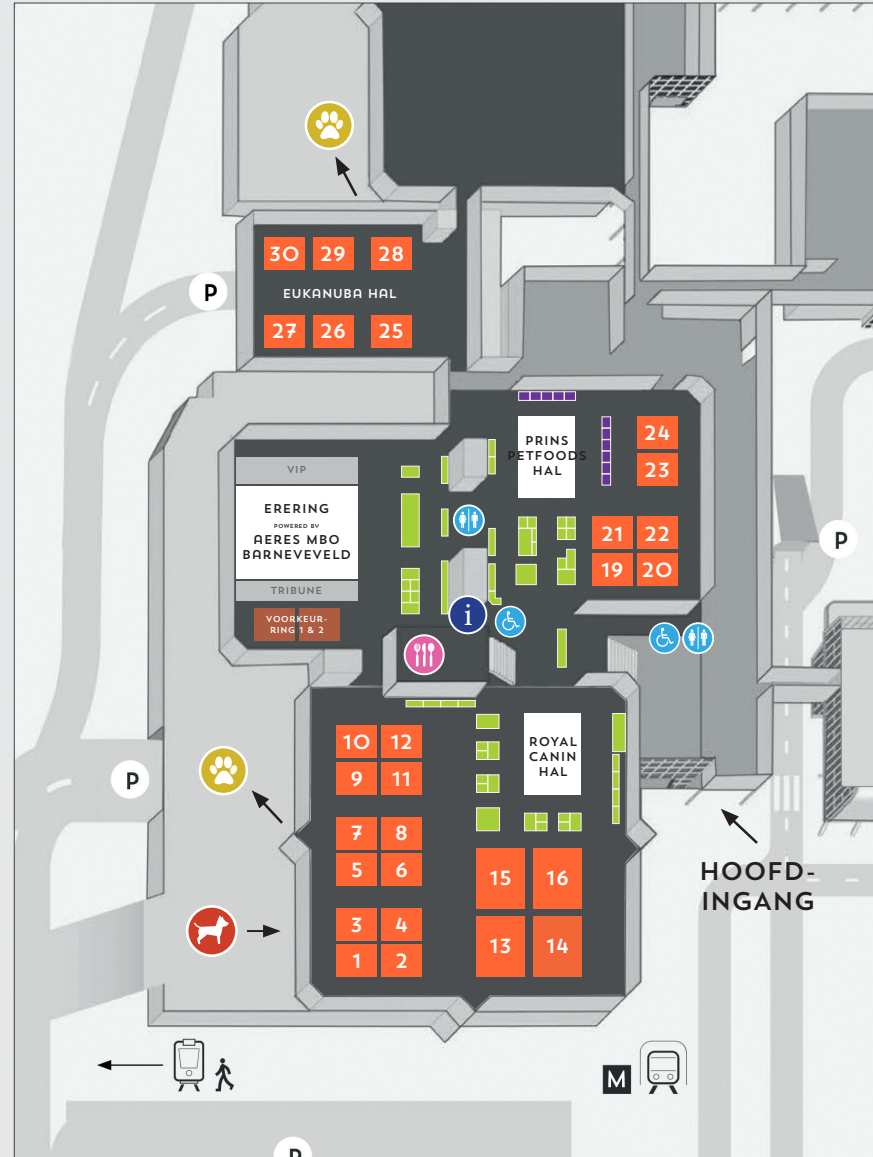 30 29 28
EUKANUBA HAL
P
27 26 25
24
PRINS
PETFOODS
HAL
23
VIP
ERERING
POWERED BY
AERES MBO
BARNEVEVELD
TRIBUNE
VOORKEUR-
RING 1 & 2
21 22
19 20
P
i
10 12
9 11
ROYAL
CANIN
HAL
P
7 8
5 6
15 16
HOOFD-
INGANG
3 4
1 2
13 14
M
P